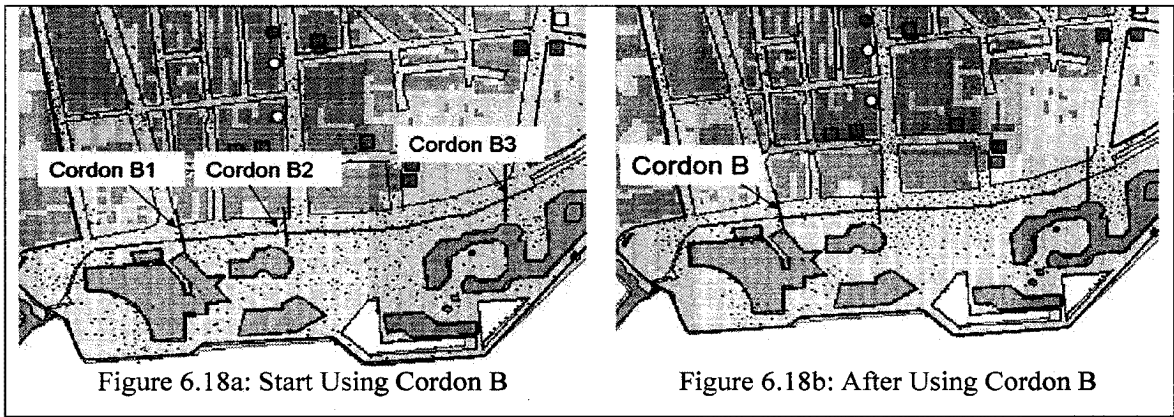 Cordon B1
Cordon B2
Cordon B3
Cordon B
Figure 6.18a: Start Using Cordon B
Figure 6.18b: After Using Cordon B